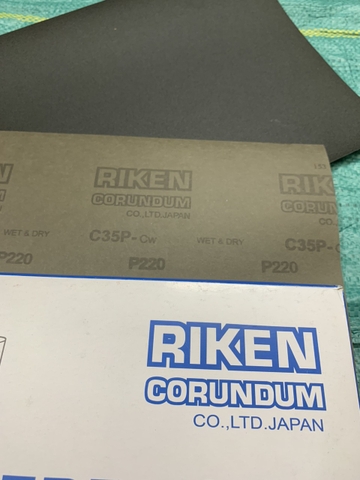 RIKEN
CORUNDUM
CO.,LTD.JAPAN
WET & DRY
C35P-Cw
WET & DRY
P220
P220
P220
RIKEN
CORUNDUM
CO.,LTD.JAPAN